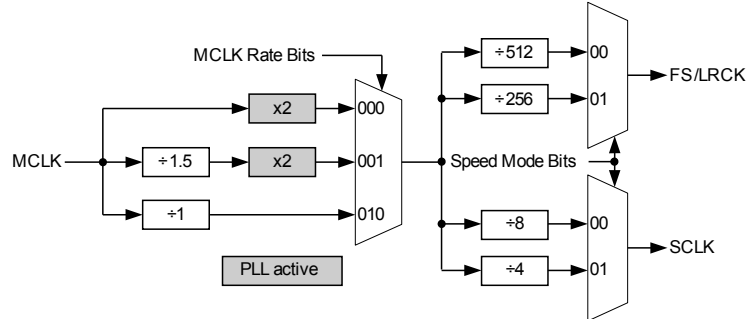 MCLK Rate Bits
MCLK
x2
÷1.5
x2
÷1
000
001
010
PLL active
÷512
÷256
00
01
FS/LRCK
Speed Mode Bits
÷8
÷4
00
01
SCLK